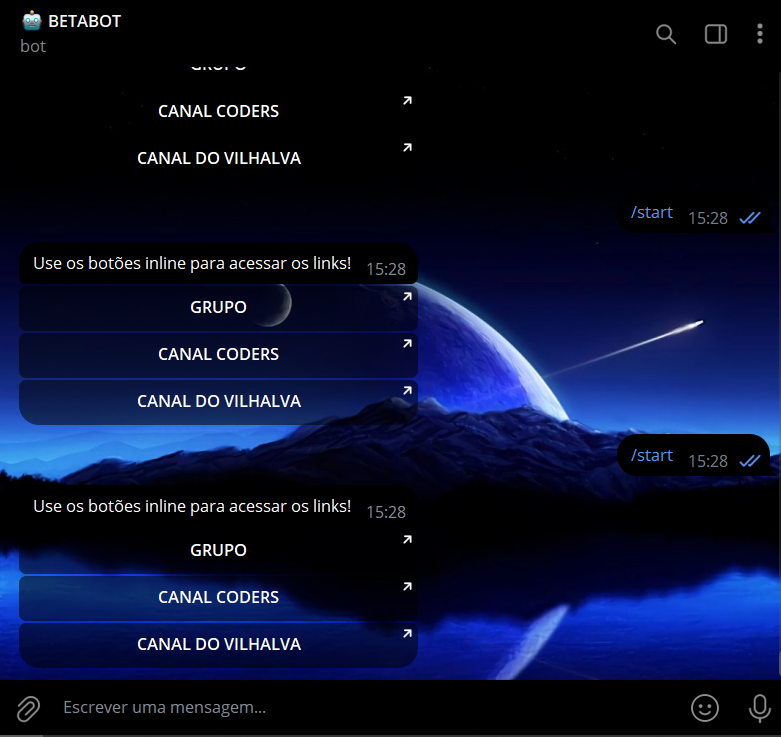 🤖 BETABOT
bot
GRUPO
CANAL CODERS
CANAL DO VILHALVA
/start 15:28
Use os botões inline para acessar os links! 15:28
GRUPO
CANAL CODERS
CANAL DO VILHALVA
/start 15:28
Use os botões inline para acessar os links! 15:28
GRUPO
CANAL CODERS
CANAL DO VILHALVA
Escrever uma mensagem...